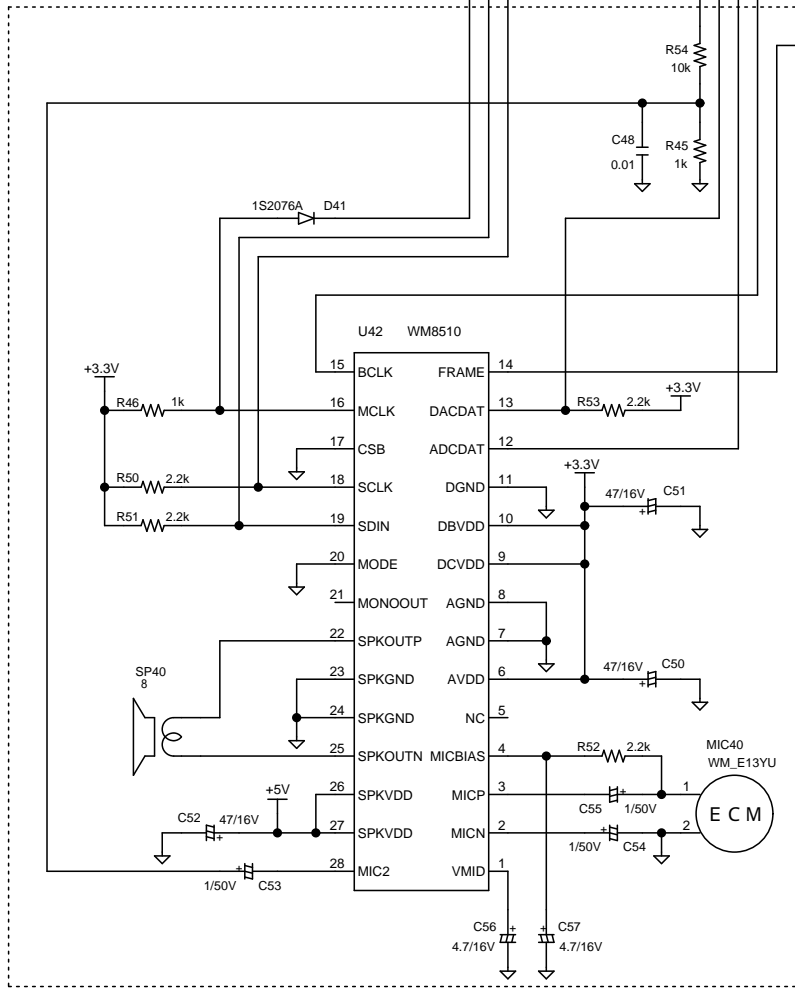 R54
10k
C48
0.01
R45
1k
1S2076A D41
U42 WM8510
15 BCLK FRAME 14
+3.3V
R46 1k 16 MCLK DACDAT 13 R53 2.2k +3.3V
17 CSB ADCDAT 12
+3.3V
R50 2.2k 18 SCLK DGND 11
47/16V + C51
R51 2.2k 19 SDIN DBVDD 10
20 MODE DCVDD 9
21 MONOOUT AGND 8
22 SPKOUTP AGND 7
SP40
8
23 SPKGND AVDD 6 47/16V + C50
24 SPKGND NC 5
25 SPKOUTN MICBIAS 4 R52 2.2k
MIC40
WM_E13YU
+5V
26 SPKVDD MICP 3 C55 + 1/50V 1
E C M
C52 47/16V + 27 SPKVDD MICN 2 1/50V + C54 2
1/50V + C53 28 MIC2 VMID 1
C56 + 4.7/16V
+ C57 4.7/16V